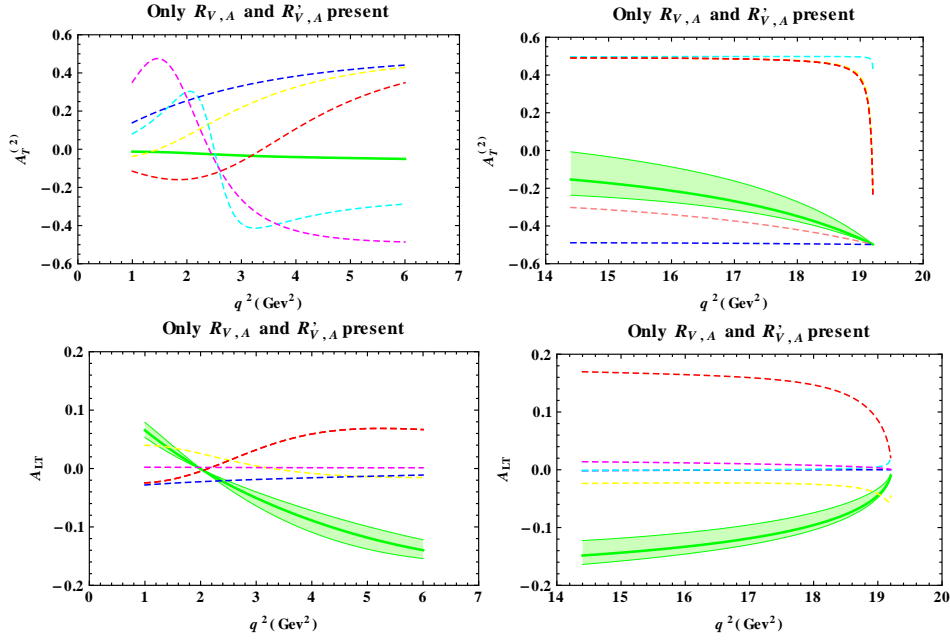 Only R_{V,A} and R'_{V,A} present
A_T^{(2)}
0.6
0.4
0.2
0.0
−0.2
−0.4
−0.6
0 1 2 3 4 5 6 7
q^2 (Gev^2)
Only R_{V,A} and R'_{V,A} present
A_T^{(2)}
0.6
0.4
0.2
0.0
−0.2
−0.4
−0.6
14 15 16 17 18 19 20
q^2 (Gev^2)
Only R_{V,A} and R'_{V,A} present
A_{LT}
0.2
0.1
0.0
−0.1
−0.2
0 1 2 3 4 5 6 7
q^2 (Gev^2)
Only R_{V,A} and R'_{V,A} present
A_{LT}
0.2
0.1
0.0
−0.1
−0.2
14 15 16 17 18 19 20
q^2 (Gev^2)